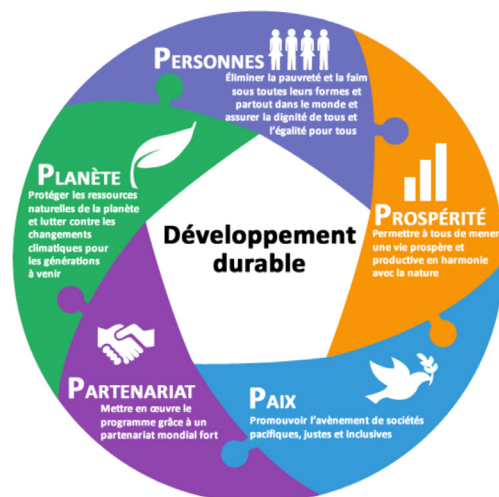 PERSONNES
Éliminer la pauvreté et la faim
sous toutes leurs formes et
partout dans le monde et
assurer la dignité de tous et
l'égalité pour tous
PROSPÉRITÉ
Permettre à tous de mener
une vie prospère et
productive en harmonie
avec la nature
PAIX
Promouvoir l'avènement de sociétés
pacifiques, justes et inclusives
PARTENARIAT
Mettre en œuvre le
programme grâce à un
partenariat mondial fort
PLANÈTE
Protéger les ressources
naturelles de la planète
et lutter contre les
changements
climatiques pour
les générations
à venir
Développement
durable